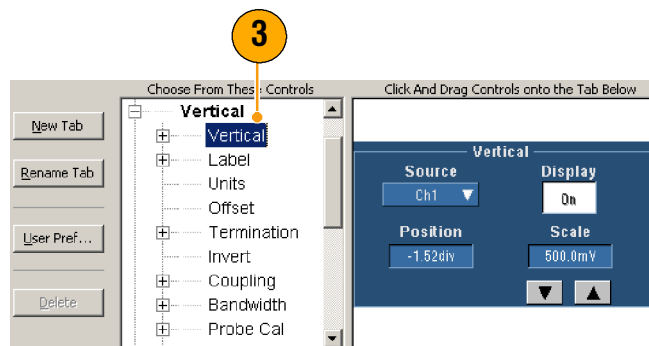 3
Choose From These Controls
Click And Drag Controls onto the Tab Below
New Tab
Rename Tab
User Pref...
Delete
Vertical
Vertical
Label
Units
Offset
Termination
Invert
Coupling
Bandwidth
Probe Cal
Vertical
Source
Display
Ch1
On
Position
Scale
-1.52div
500.0mV